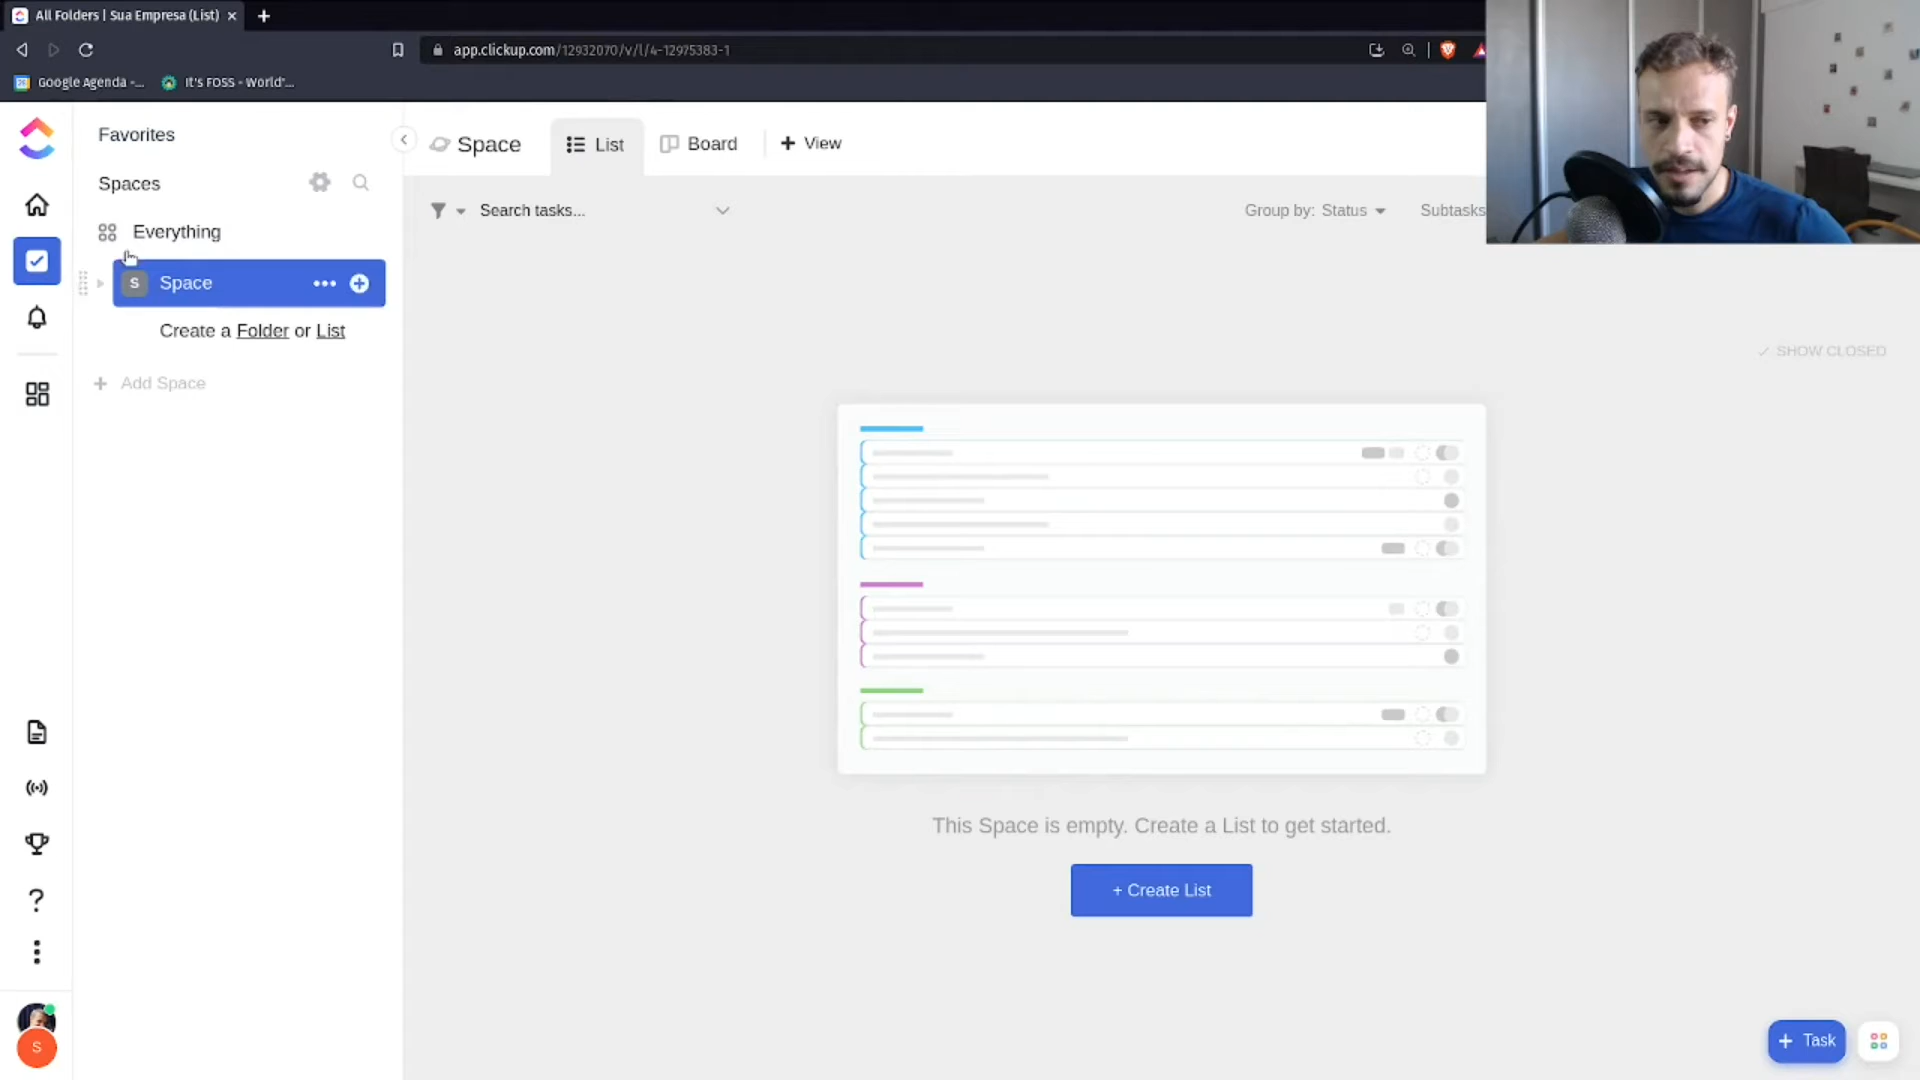 All Folders | Sua Empresa (List)
app.clickup.com/12932070/v/l/4-12975383-1
Google Agenda -...
It's FOSS - World'...
Favorites
Space
List
Board
+ View
Spaces
Search tasks...
Group by: Status
Subtasks
Everything
S
Space
Create a Folder or List
SHOW CLOSED
+ Add Space
This Space is empty. Create a List to get started.
+ Create List
+ Task
S